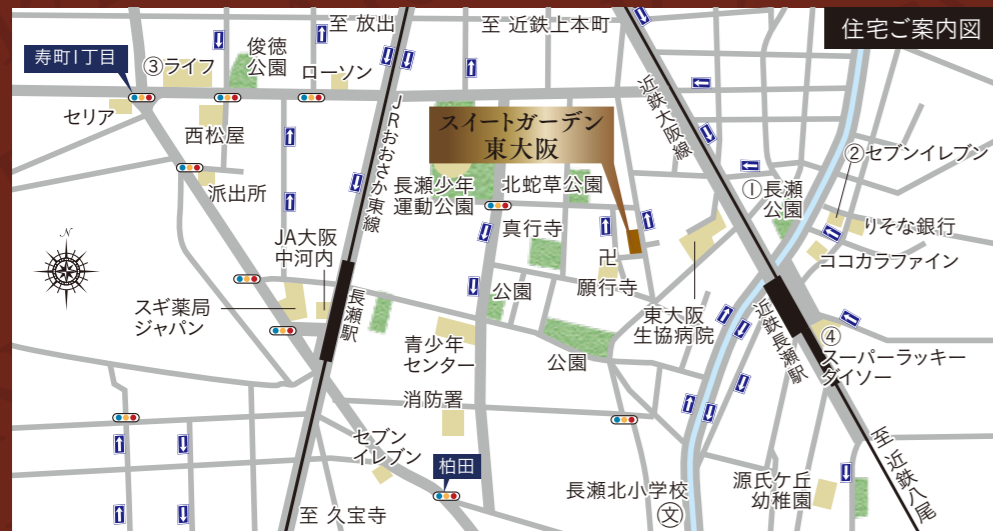 住宅ご案内図
至 放出
至 近鉄上本町
寿町1丁目
③ライフ
俊徳
公園
ローソン
セリア
西松屋
派出所
JRおおさか東線
近鉄大阪線
スイートガーデン
東大阪
長瀬少年
運動公園
北蛇草公園
真行寺
①長瀬
公園
②セブンイレブン
りそな銀行
ココカラファイン
N
JA大阪
中河内
スギ薬局
ジャパン
長瀬駅
公園
卍
願行寺
東大阪
生協病院
近鉄長瀬駅
④
スーパーラッキー
ダイソー
青少年
センター
公園
消防署
セブン
イレブン
柏田
長瀬北小学校
文
源氏ケ丘
幼稚園
至 久宝寺
至 近鉄八尾